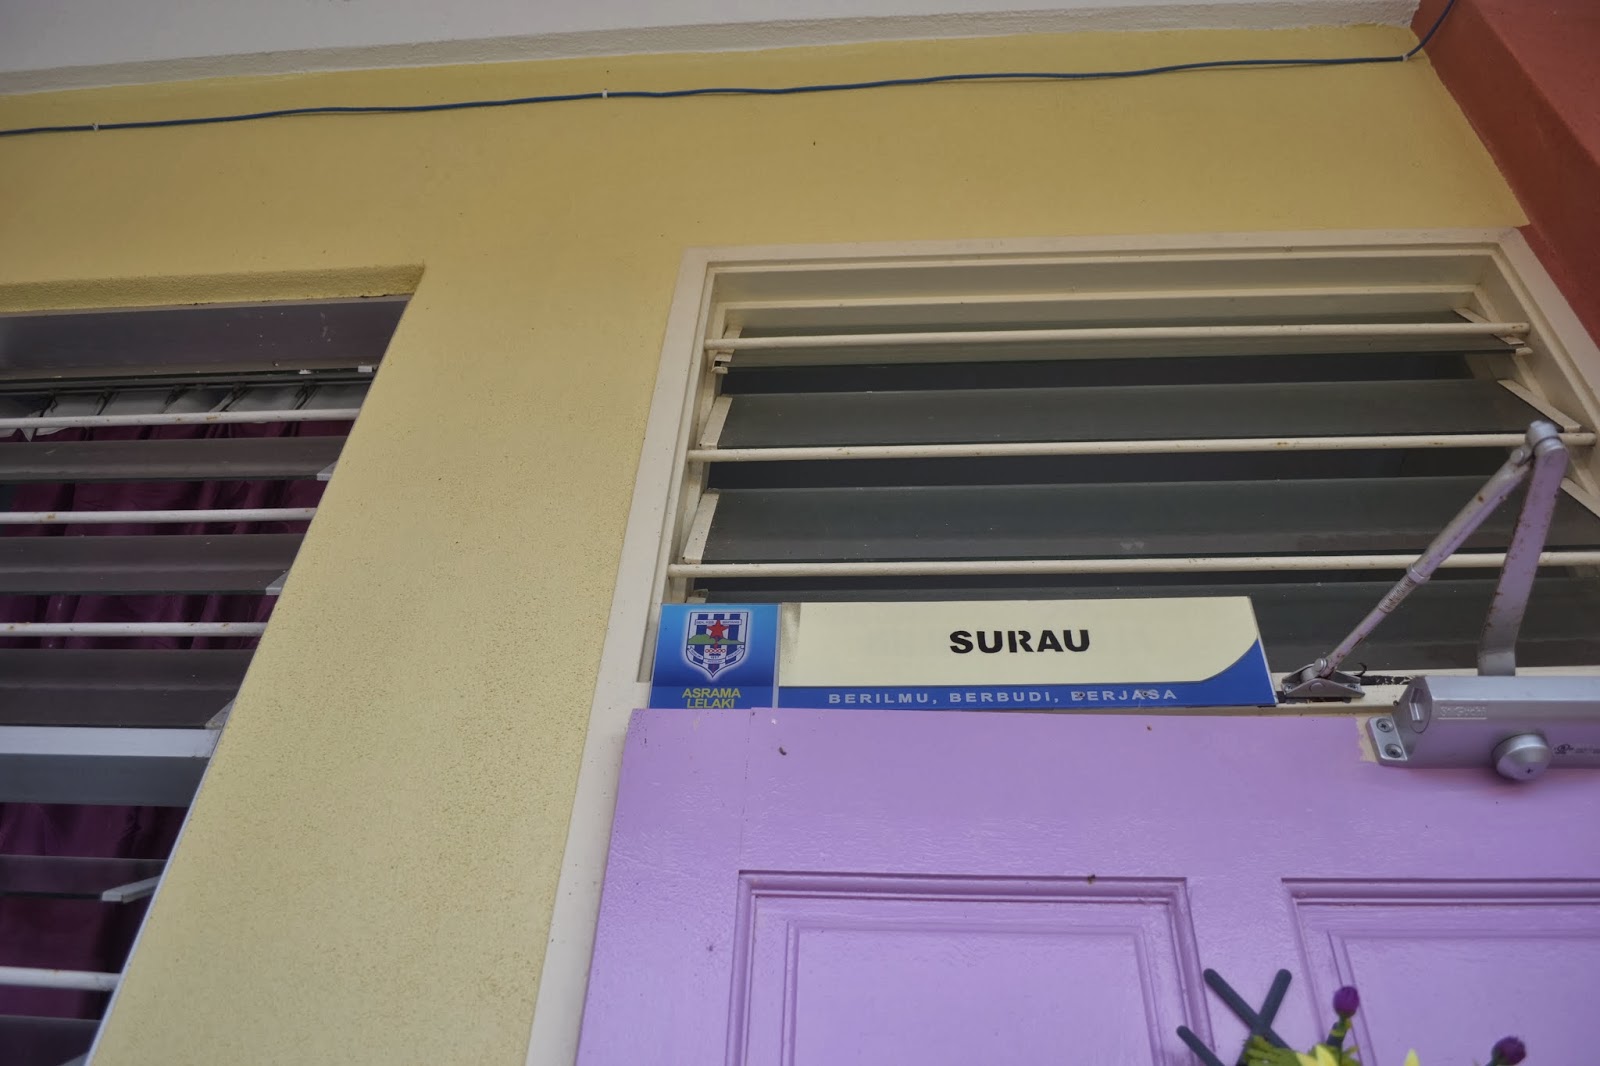 SURAU
ASRAMA
LELAKI
BERILMU, BERBUDI, BERJASA